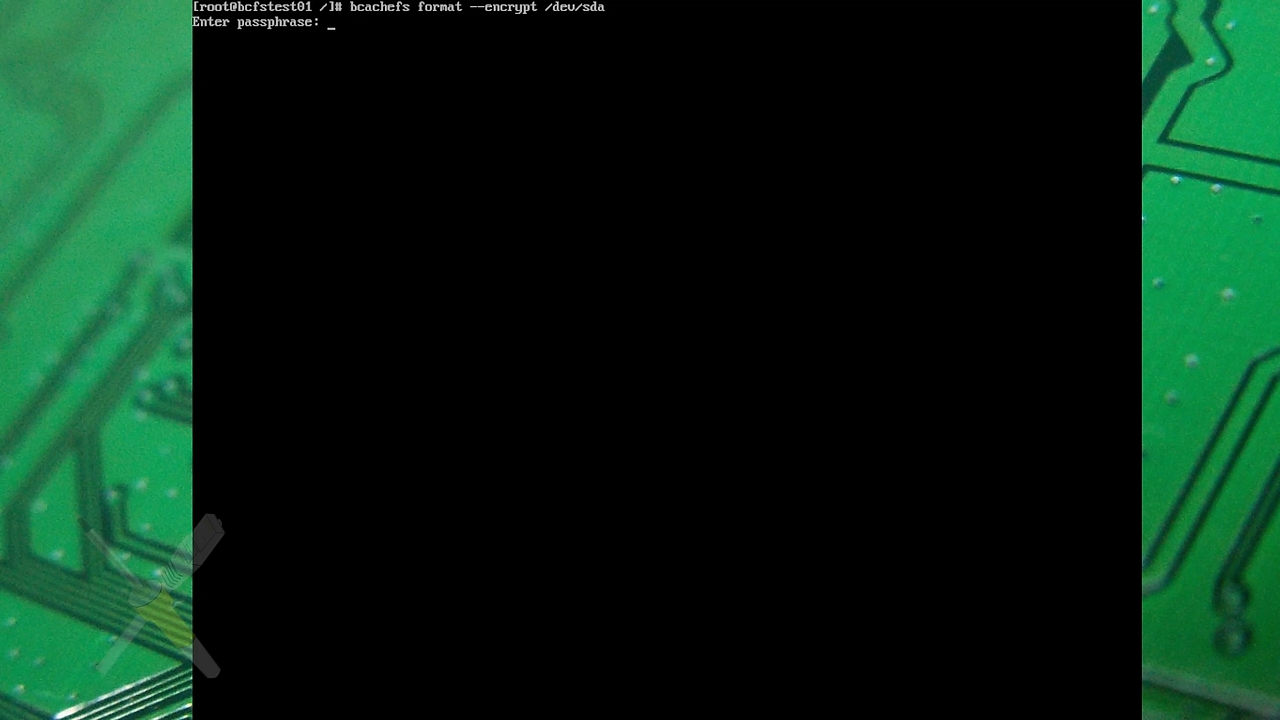 [root@bcfstest01 /]# bcachefs format --encrypt /dev/sda
Enter passphrase: _